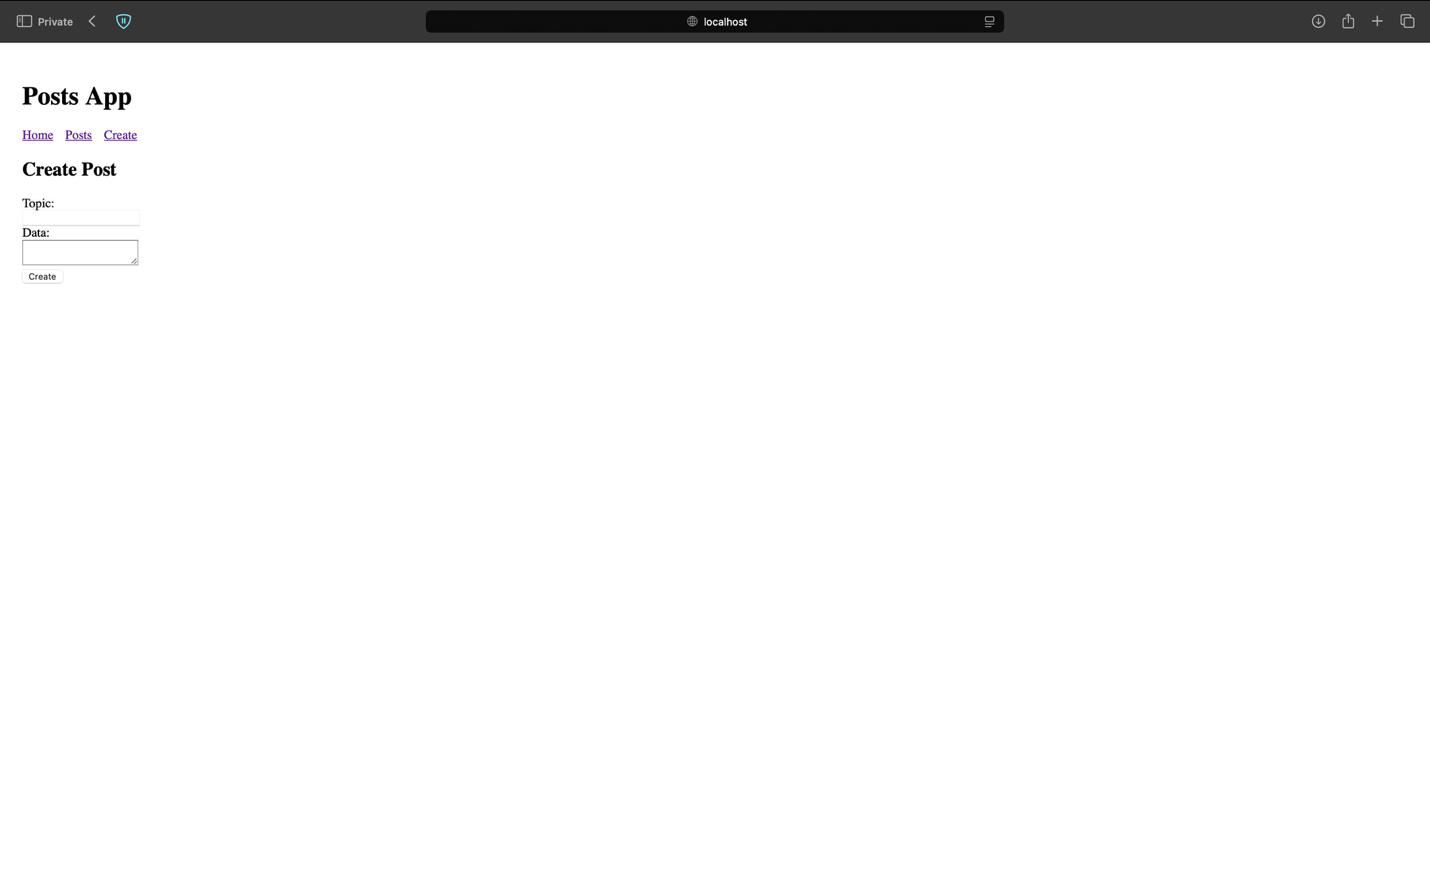 Private
localhost
Posts App
Home Posts Create
Create Post
Topic:
Data:
Create